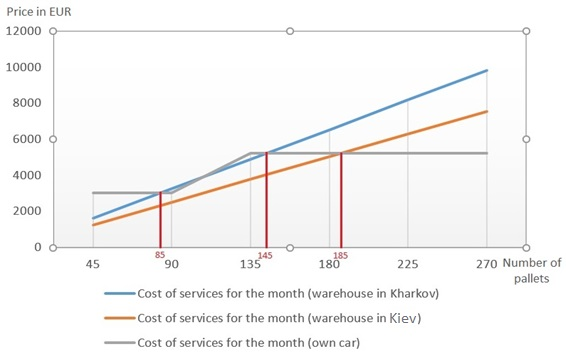 Price in EUR
12000
10000
8000
6000
4000
2000
0
45 85 90 135 145 180 185 225 270 Number of
pallets
Cost of services for the month (warehouse in Kharkov)
Cost of services for the month (warehouse in Kiev)
Cost of services for the month (own car)